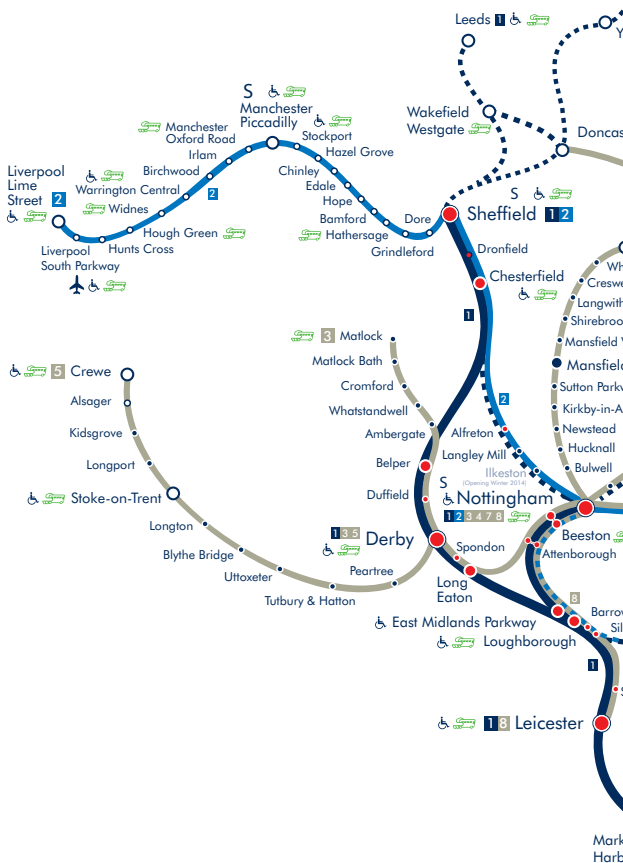 Leeds 1
Y
Wakefield
Westgate
Doncas
S
Manchester
Piccadilly
Manchester
Oxford Road
Stockport
Hazel Grove
Irlam
Birchwood
Chinley
Edale
Hope
Bamford
Hathersage
Dore
Grindleford
Liverpool
Lime
Street 2
Warrington Central
2
Widnes
Hough Green
Hunts Cross
Liverpool
South Parkway
S
Sheffield 1 2
Dronfield
Chesterfield
1
Wh
Creswe
Langwith
Shirebroo
Mansfield W
Mansfield
Sutton Parkw
Kirkby-in-A
Newstead
Hucknall
Bulwell
3 Matlock
Matlock Bath
Cromford
Whatstandwell
Ambergate
2
Alfreton
Langley Mill
Ilkeston
(Opening Winter 2014)
Belper
Duffield
S
Nottingham
1 2 3 4 7 8
5 Crewe
Alsager
Kidsgrove
Longport
Stoke-on-Trent
Longton
Blythe Bridge
Uttoxeter
Tutbury & Hatton
Peartree
1 3 5 Derby
Spondon
Long
Eaton
Beeston
Attenborough
8
East Midlands Parkway
Barrow
Sil
Loughborough
1
S
1 8 Leicester
Mark
Harb